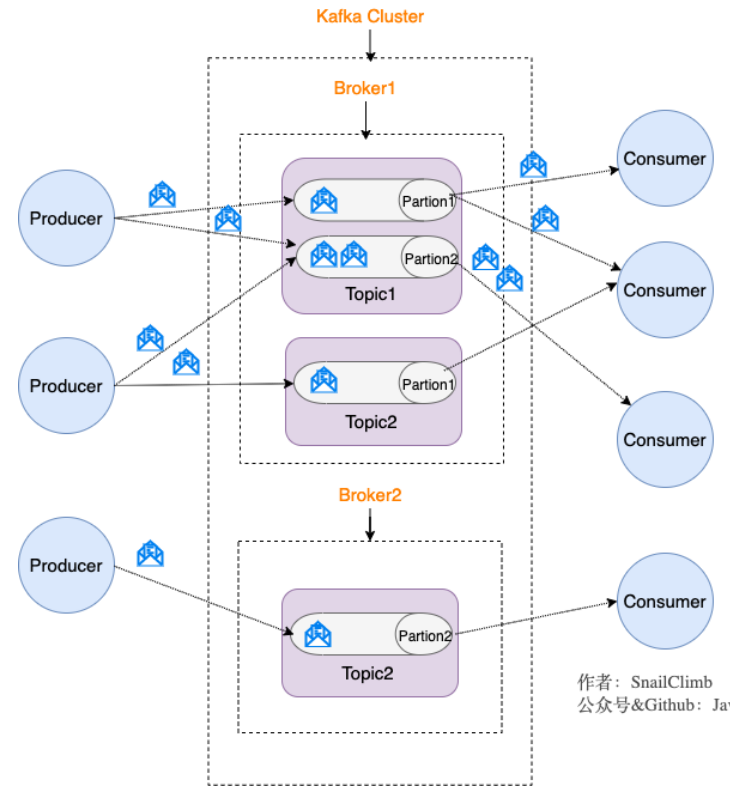 Kafka Cluster
Broker1
Producer
Partion1
Partion2
Topic1
Consumer
Consumer
Producer
Partion1
Topic2
Consumer
Broker2
Producer
Partion2
Topic2
Consumer
作者：SnailClimb
公众号&Github：Jav